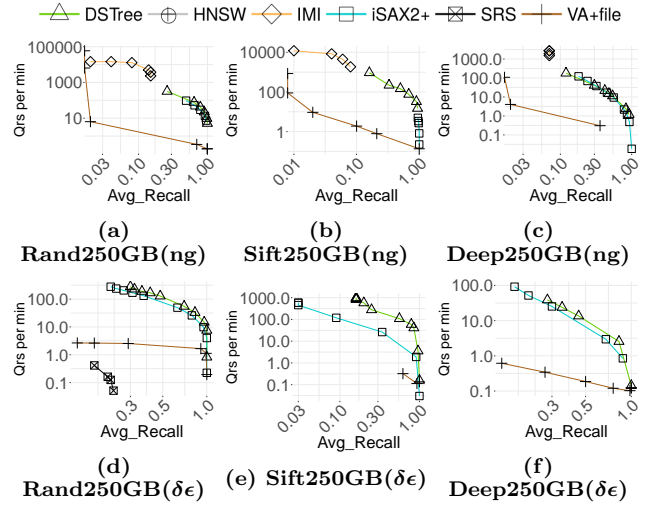 DSTree HNSW IMI iSAX2+ SRS VA+file
Qrs per min
100000
1000
10
0.03 0.10 0.30 1.00
Avg_Recall
(a)
Rand250GB(ng)
Qrs per min
10000
100
1
0.01 0.10 1.00
Avg_Recall
(b)
Sift250GB(ng)
Qrs per min
1000.0
100.0
10.0
1.0
0.1
0.03 0.10 0.30 1.00
Avg_Recall
(c)
Deep250GB(ng)
Qrs per min
100.0
10.0
1.0
0.1
0.3 0.5 1.0
Avg_Recall
(d)
Rand250GB(δϵ)
Qrs per min
1000.0
100.0
10.0
1.0
0.1
0.03 0.10 0.30 1.00
Avg_Recall
(e) Sift250GB(δϵ)
Qrs per min
100.0
10.0
1.0
0.1
0.3 0.5 1.0
Avg_Recall
(f)
Deep250GB(δϵ)